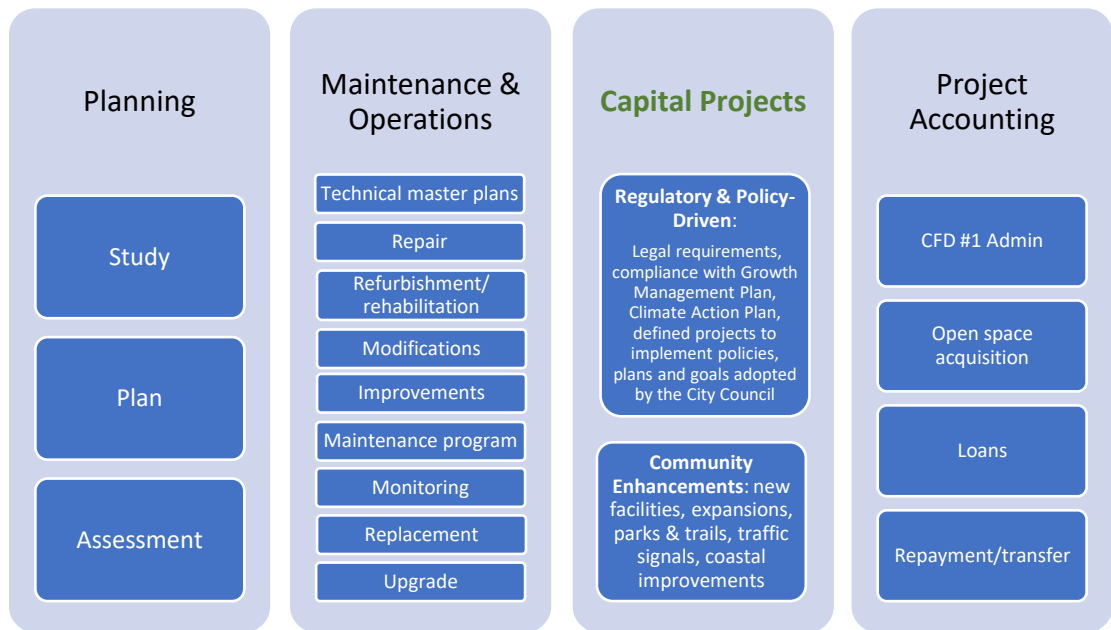 Planning
Study
Plan
Assessment
Maintenance &
Operations
Technical master plans
Repair
Refurbishment/
rehabilitation
Modifications
Improvements
Maintenance program
Monitoring
Replacement
Upgrade
Capital Projects
Regulatory & Policy-
Driven:
Legal requirements,
compliance with Growth
Management Plan,
Climate Action Plan,
defined projects to
implement policies,
plans and goals adopted
by the City Council
Community
Enhancements: new
facilities, expansions,
parks & trails, traffic
signals, coastal
improvements
Project
Accounting
CFD #1 Admin
Open space
acquisition
Loans
Repayment/transfer